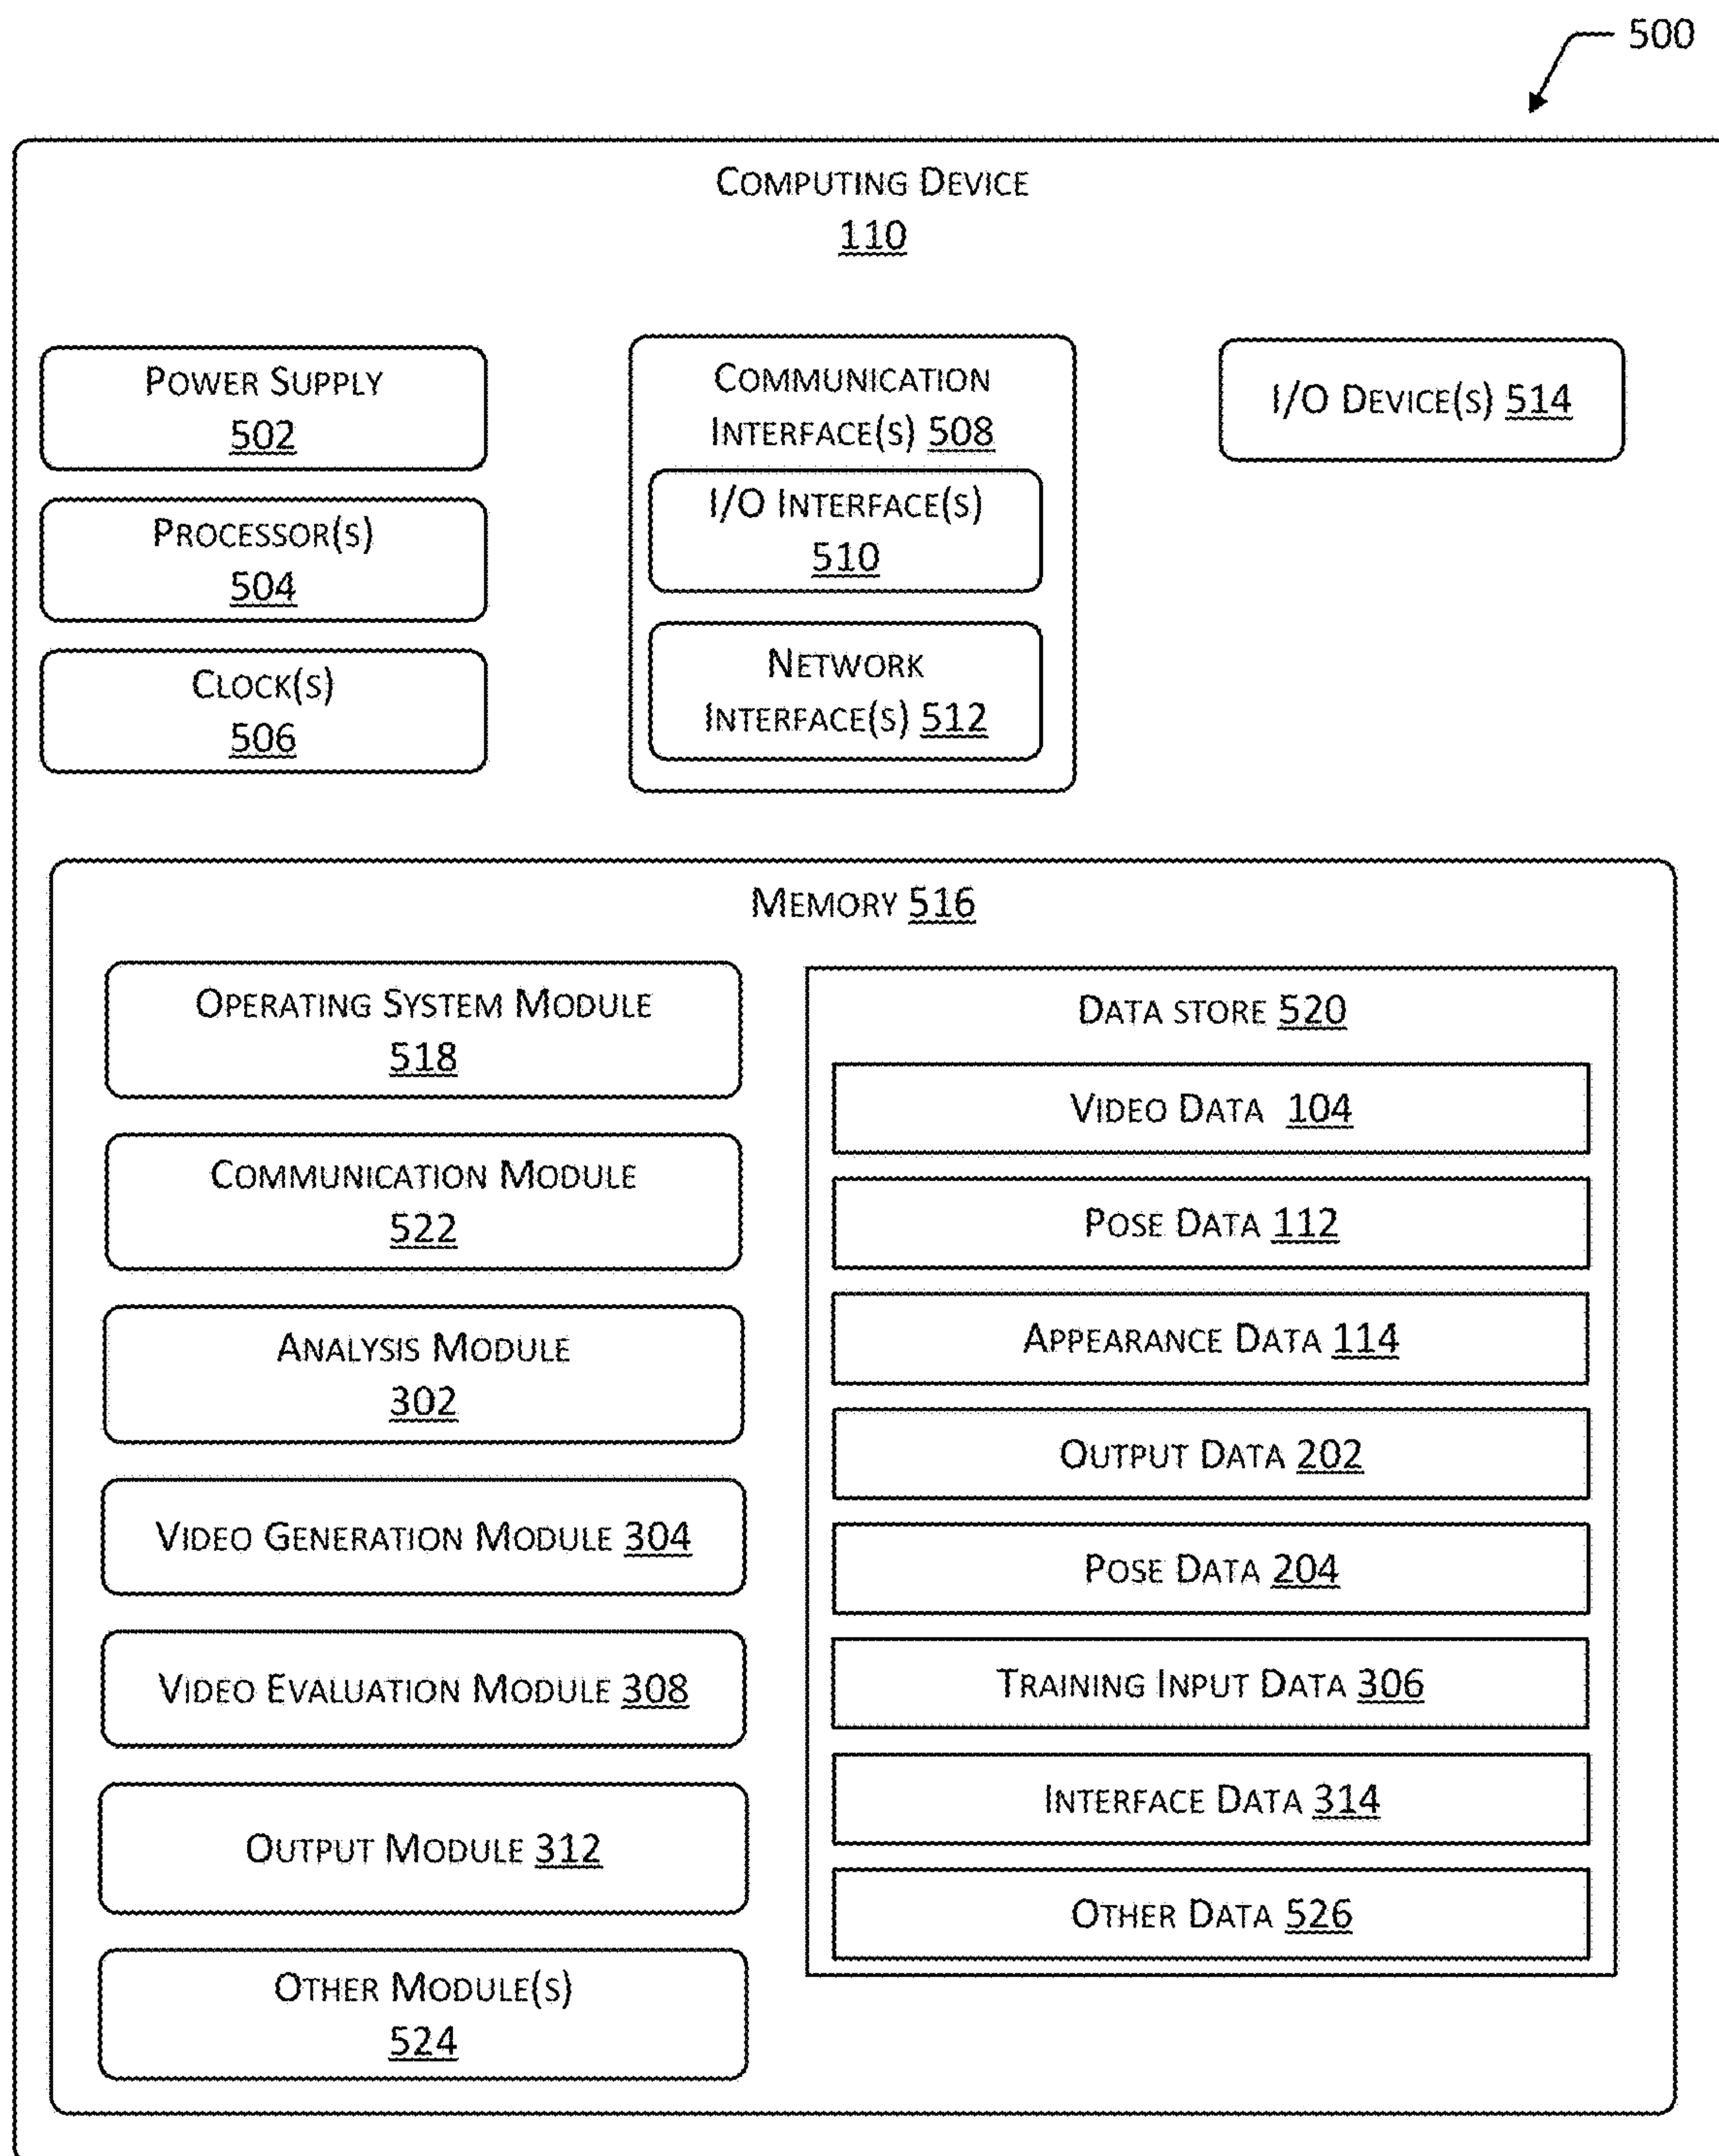 500
COMPUTING DEVICE
110
POWER SUPPLY
502
PROCESSOR(S)
504
CLOCK(S)
506
COMMUNICATION
INTERFACE(S) 508
I/O INTERFACE(S)
510
NETWORK
INTERFACE(S) 512
I/O DEVICE(S) 514
MEMORY 516
OPERATING SYSTEM MODULE
518
COMMUNICATION MODULE
522
ANALYSIS MODULE
302
VIDEO GENERATION MODULE 304
VIDEO EVALUATION MODULE 308
OUTPUT MODULE 312
OTHER MODULE(S)
524
DATA STORE 520
VIDEO DATA 104
POSE DATA 112
APPEARANCE DATA 114
OUTPUT DATA 202
POSE DATA 204
TRAINING INPUT DATA 306
INTERFACE DATA 314
OTHER DATA 526